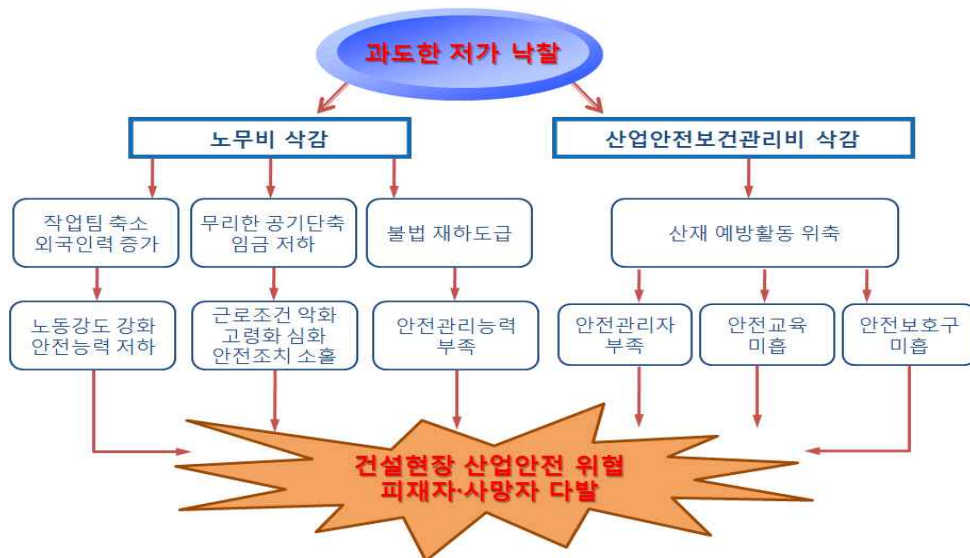 과도한 저가 낙찰
노무비 삭감
산업안전보건관리비 삭감
작업팀 축소
외국인력 증가
무리한 공기단축
임금 저하
불법 재하도급
산재 예방활동 위축
노동강도 강화
안전능력 저하
근로조건 악화
고령화 심화
안전조치 소홀
안전관리능력
부족
안전관리자
부족
안전교육
미흡
안전보호구
미흡
건설현장 산업안전 위협
피재자·사망자 다발